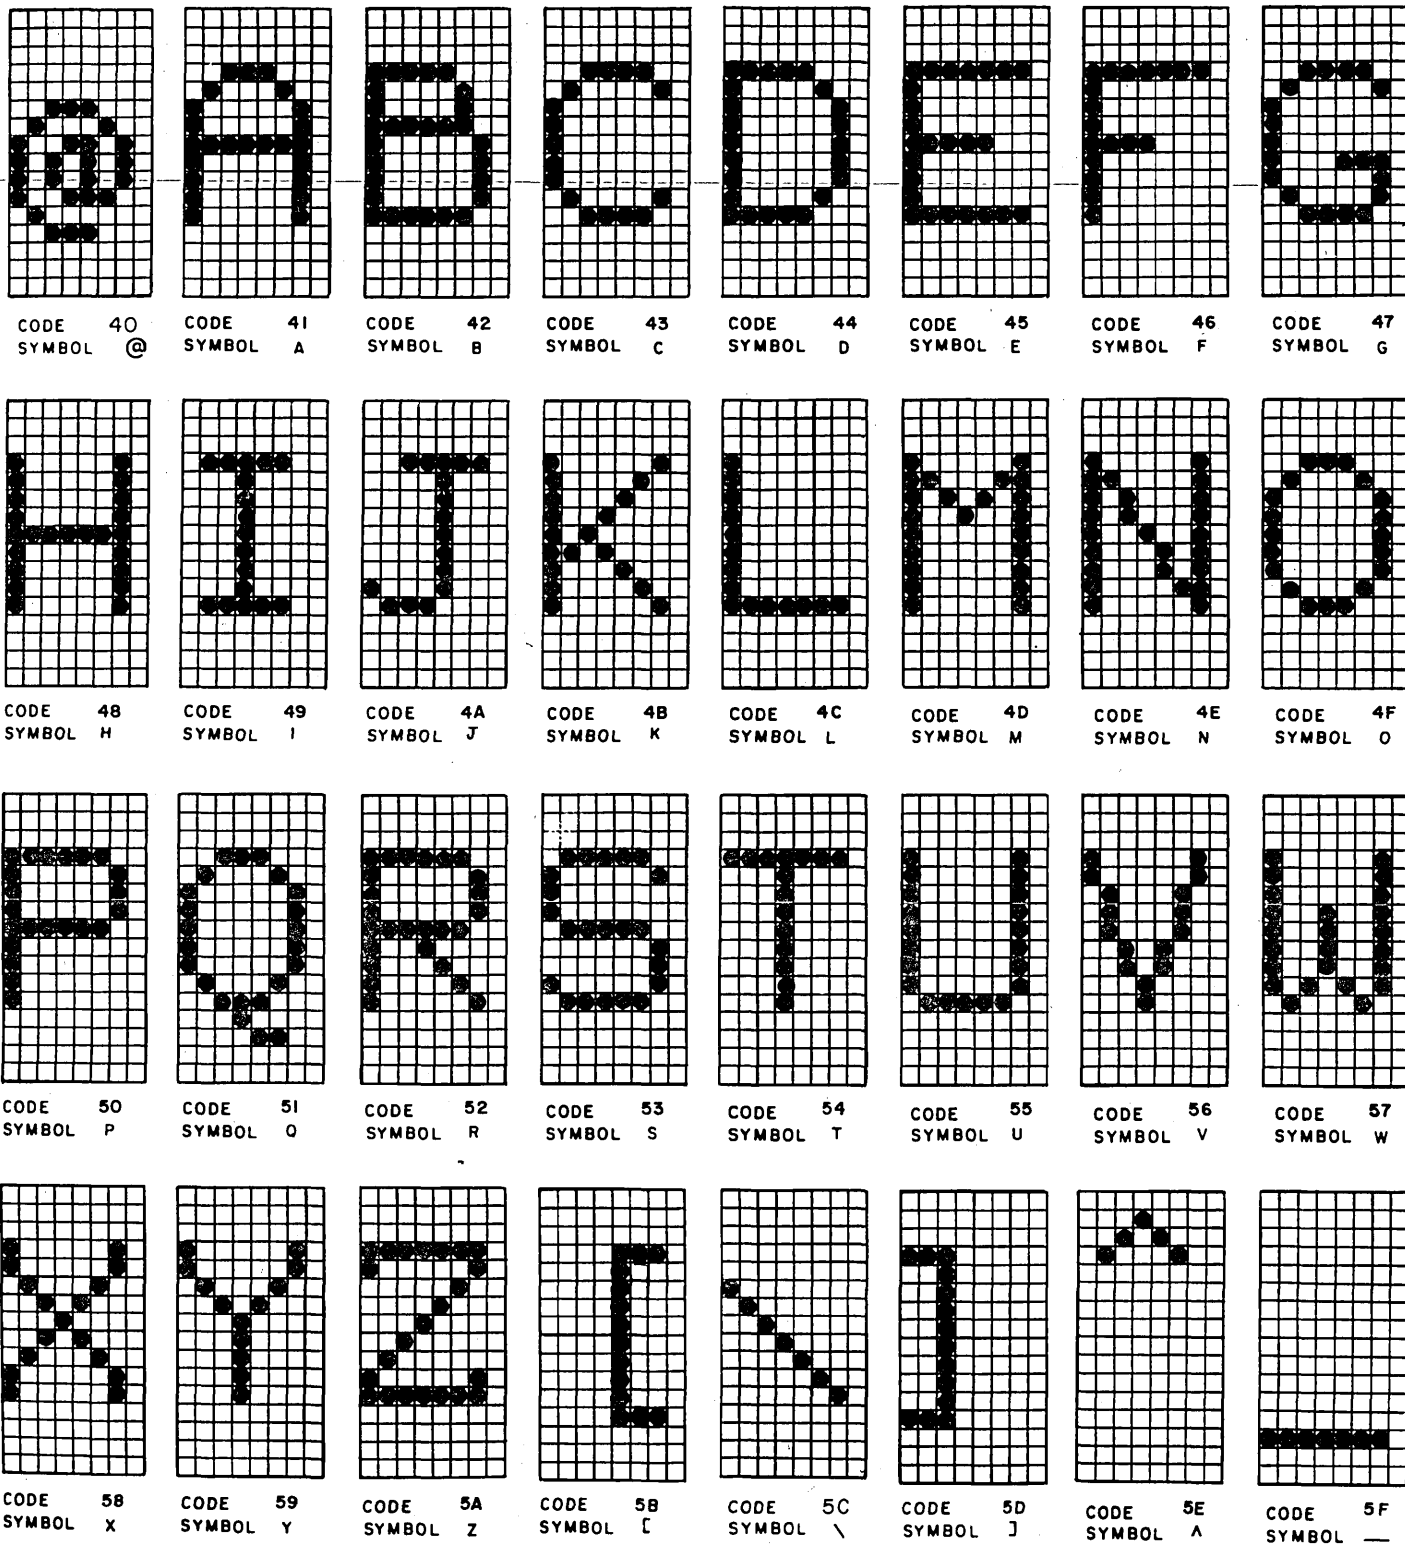 CODE 40 CODE 41 CODE 42 CODE 43 CODE 44 CODE 45 CODE 46 CODE 47
SYMBOL @ SYMBOL A SYMBOL B SYMBOL C SYMBOL D SYMBOL E SYMBOL F SYMBOL G
CODE 48 CODE 49 CODE 4A CODE 4B CODE 4C CODE 4D CODE 4E CODE 4F
SYMBOL H SYMBOL I SYMBOL J SYMBOL K SYMBOL L SYMBOL M SYMBOL N SYMBOL O
CODE 50 CODE 51 CODE 52 CODE 53 CODE 54 CODE 55 CODE 56 CODE 57
SYMBOL P SYMBOL Q SYMBOL R SYMBOL S SYMBOL T SYMBOL U SYMBOL V SYMBOL W
CODE 58 CODE 59 CODE 5A CODE 5B CODE 5C CODE 5D CODE 5E CODE 5F
SYMBOL X SYMBOL Y SYMBOL Z SYMBOL [ SYMBOL \ SYMBOL ] SYMBOL ^ SYMBOL _